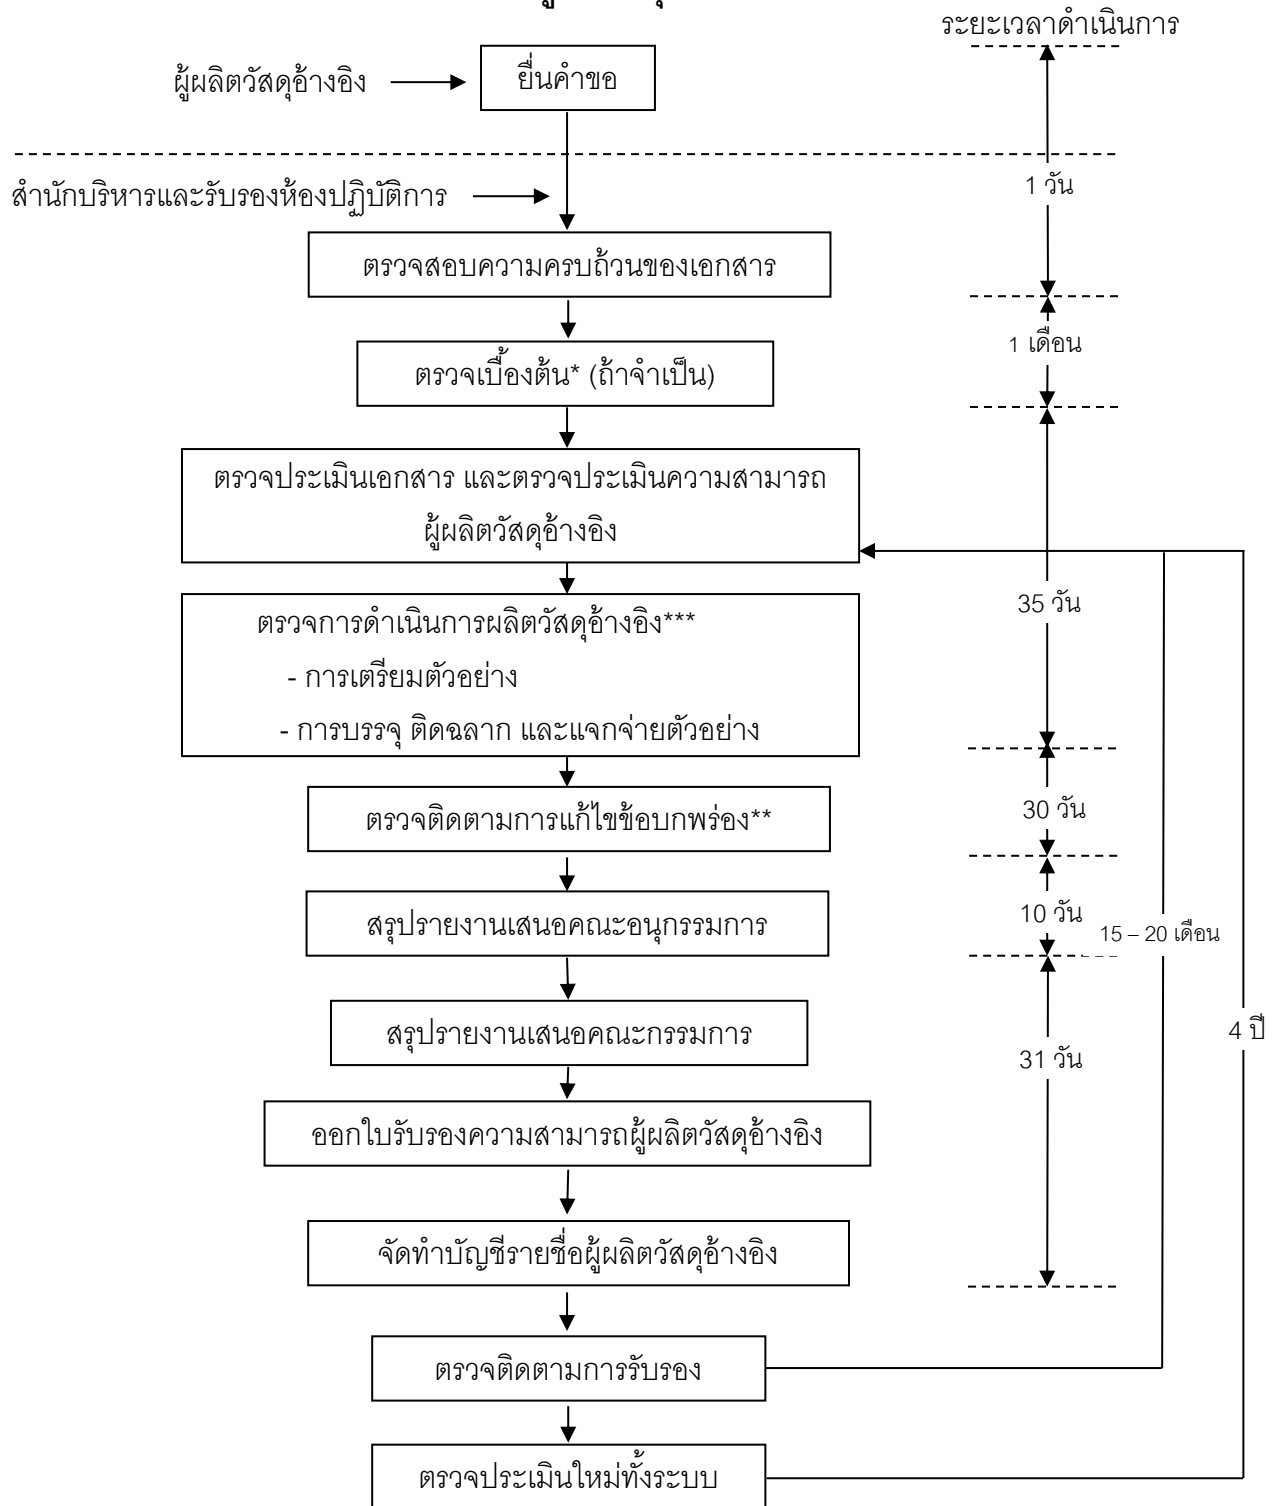 ระยะเวลาดำเนินการ
ผู้ผลิตวัสดุอ้างอิง
ยื่นคำขอ
สำนักบริหารและรับรองห้องปฏิบัติการ
1 วัน
ตรวจสอบความครบถ้วนของเอกสาร
1 เดือน
ตรวจเบื้องต้น* (ถ้าจำเป็น)
ตรวจประเมินเอกสาร และตรวจประเมินความสามารถ
ผู้ผลิตวัสดุอ้างอิง
35 วัน
ตรวจการดำเนินการผลิตวัสดุอ้างอิง***
- การเตรียมตัวอย่าง
- การบรรจุ ติดฉลาก และแจกจ่ายตัวอย่าง
30 วัน
ตรวจติดตามการแก้ไขข้อบกพร่อง**
10 วัน
สรุปรายงานเสนอคณะอนุกรรมการ
15 – 20 เดือน
สรุปรายงานเสนอคณะกรรมการ
4 ปี
31 วัน
ออกใบรับรองความสามารถผู้ผลิตวัสดุอ้างอิง
จัดทำบัญชีรายชื่อผู้ผลิตวัสดุอ้างอิง
ตรวจติดตามการรับรอง
ตรวจประเมินใหม่ทั้งระบบ